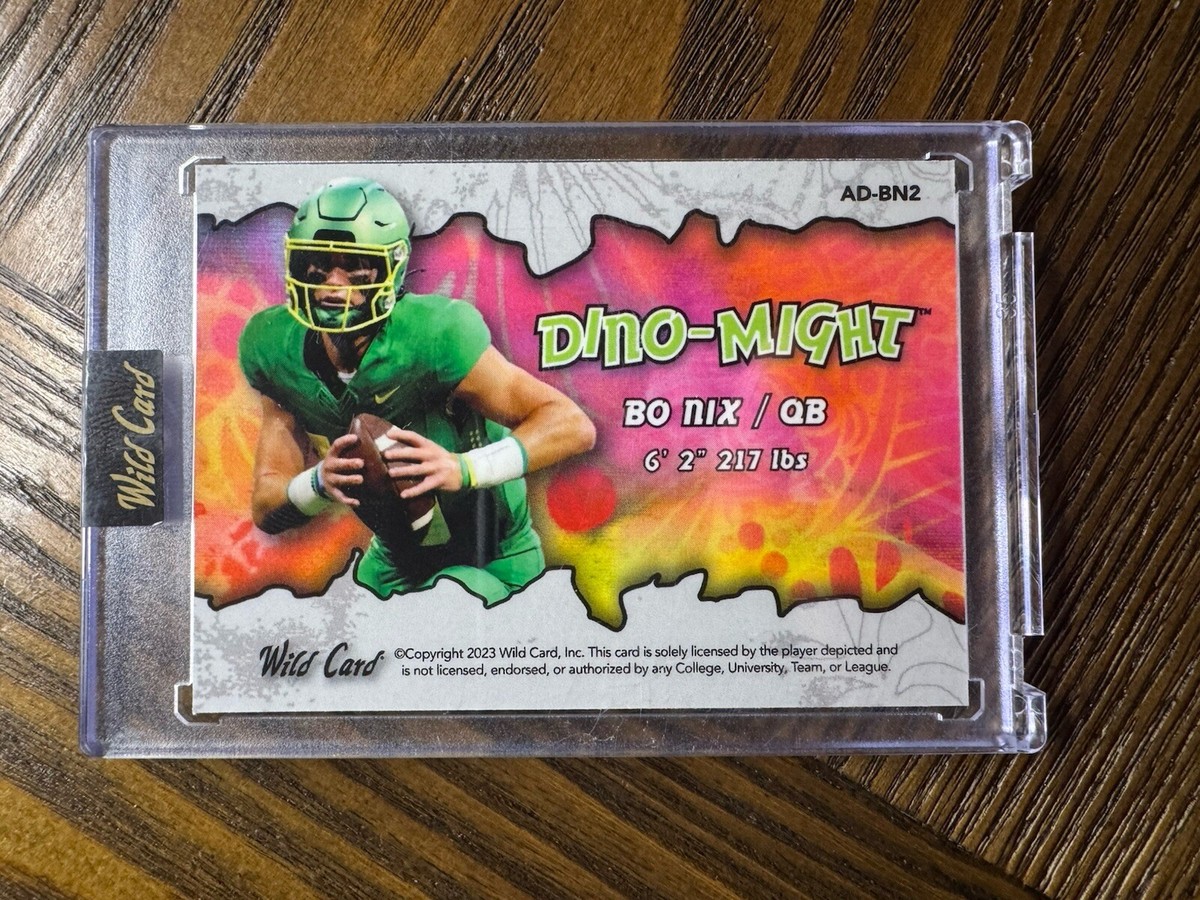 AD-BN2
DINO-MIGHT™
BO NIX / QB
6' 2" 217 lbs
Wild Card
Wild Card ©Copyright 2023 Wild Card, Inc. This card is solely licensed by the player depicted and
is not licensed, endorsed, or authorized by any College, University, Team, or League.